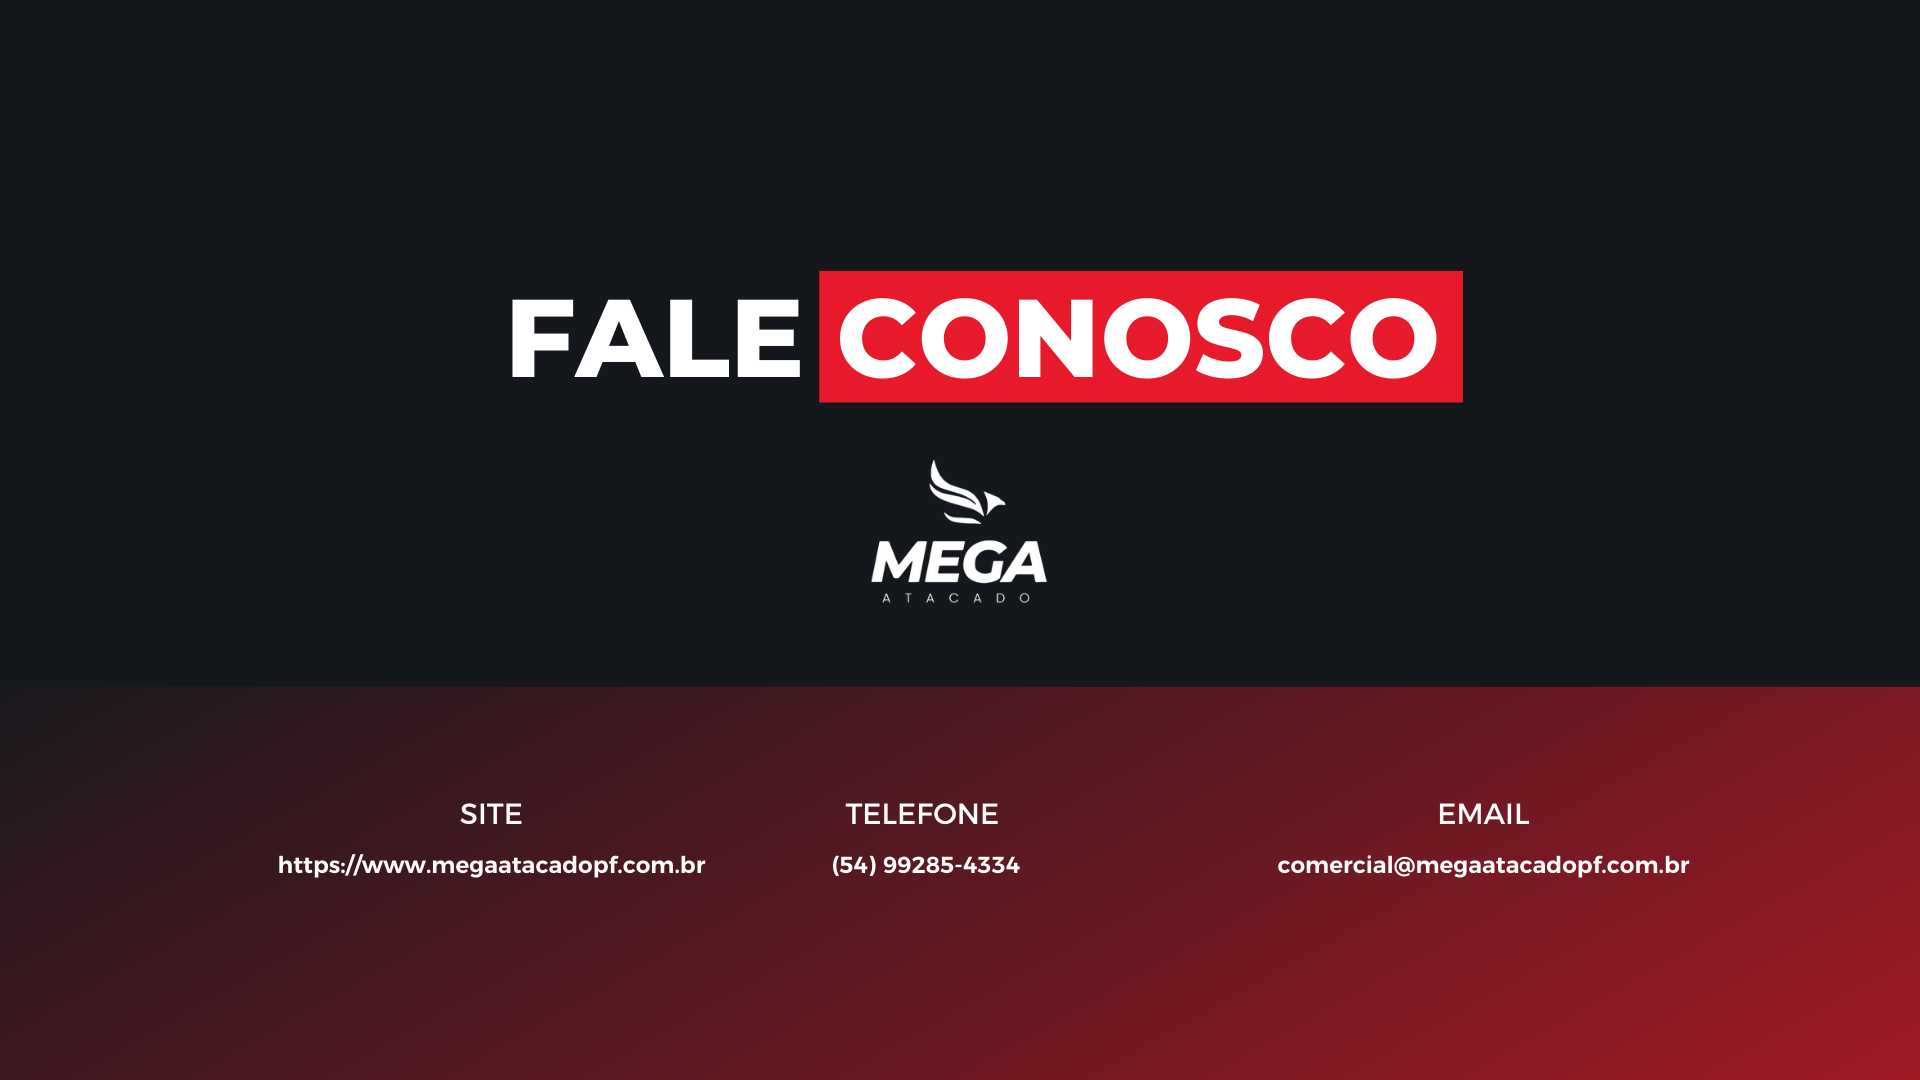 FALE CONOSCO
MEGA
ATACADO
SITE
https://www.megaatacadopf.com.br
TELEFONE
(54) 99285-4334
EMAIL
comercial@megaatacadopf.com.br